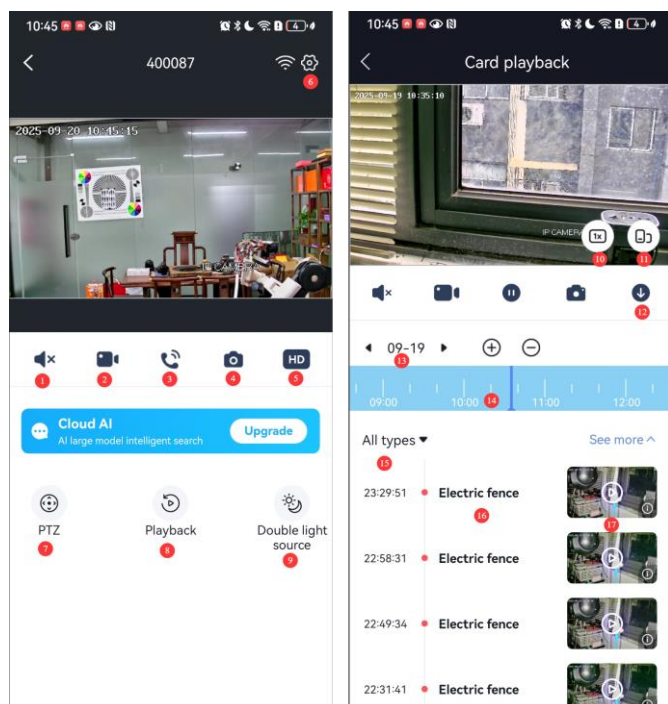 10:45
4
400087
6
2025-09-20 10:45:15
HD
1
2
3
4
5
Cloud AI
AI large model intelligent search
Upgrade
PTZ
Playback
Double light
source
7
8
9
10:45
4
Card playback
2025-09-19 10:35:10
IP CAMERA
1x
10
11
12
09-19
13
09:00
10:00
14
11:00
12:00
All types
See more
15
23:29:51
Electric fence
16
17
22:58:31
Electric fence
22:49:34
Electric fence
22:31:41
Electric fence